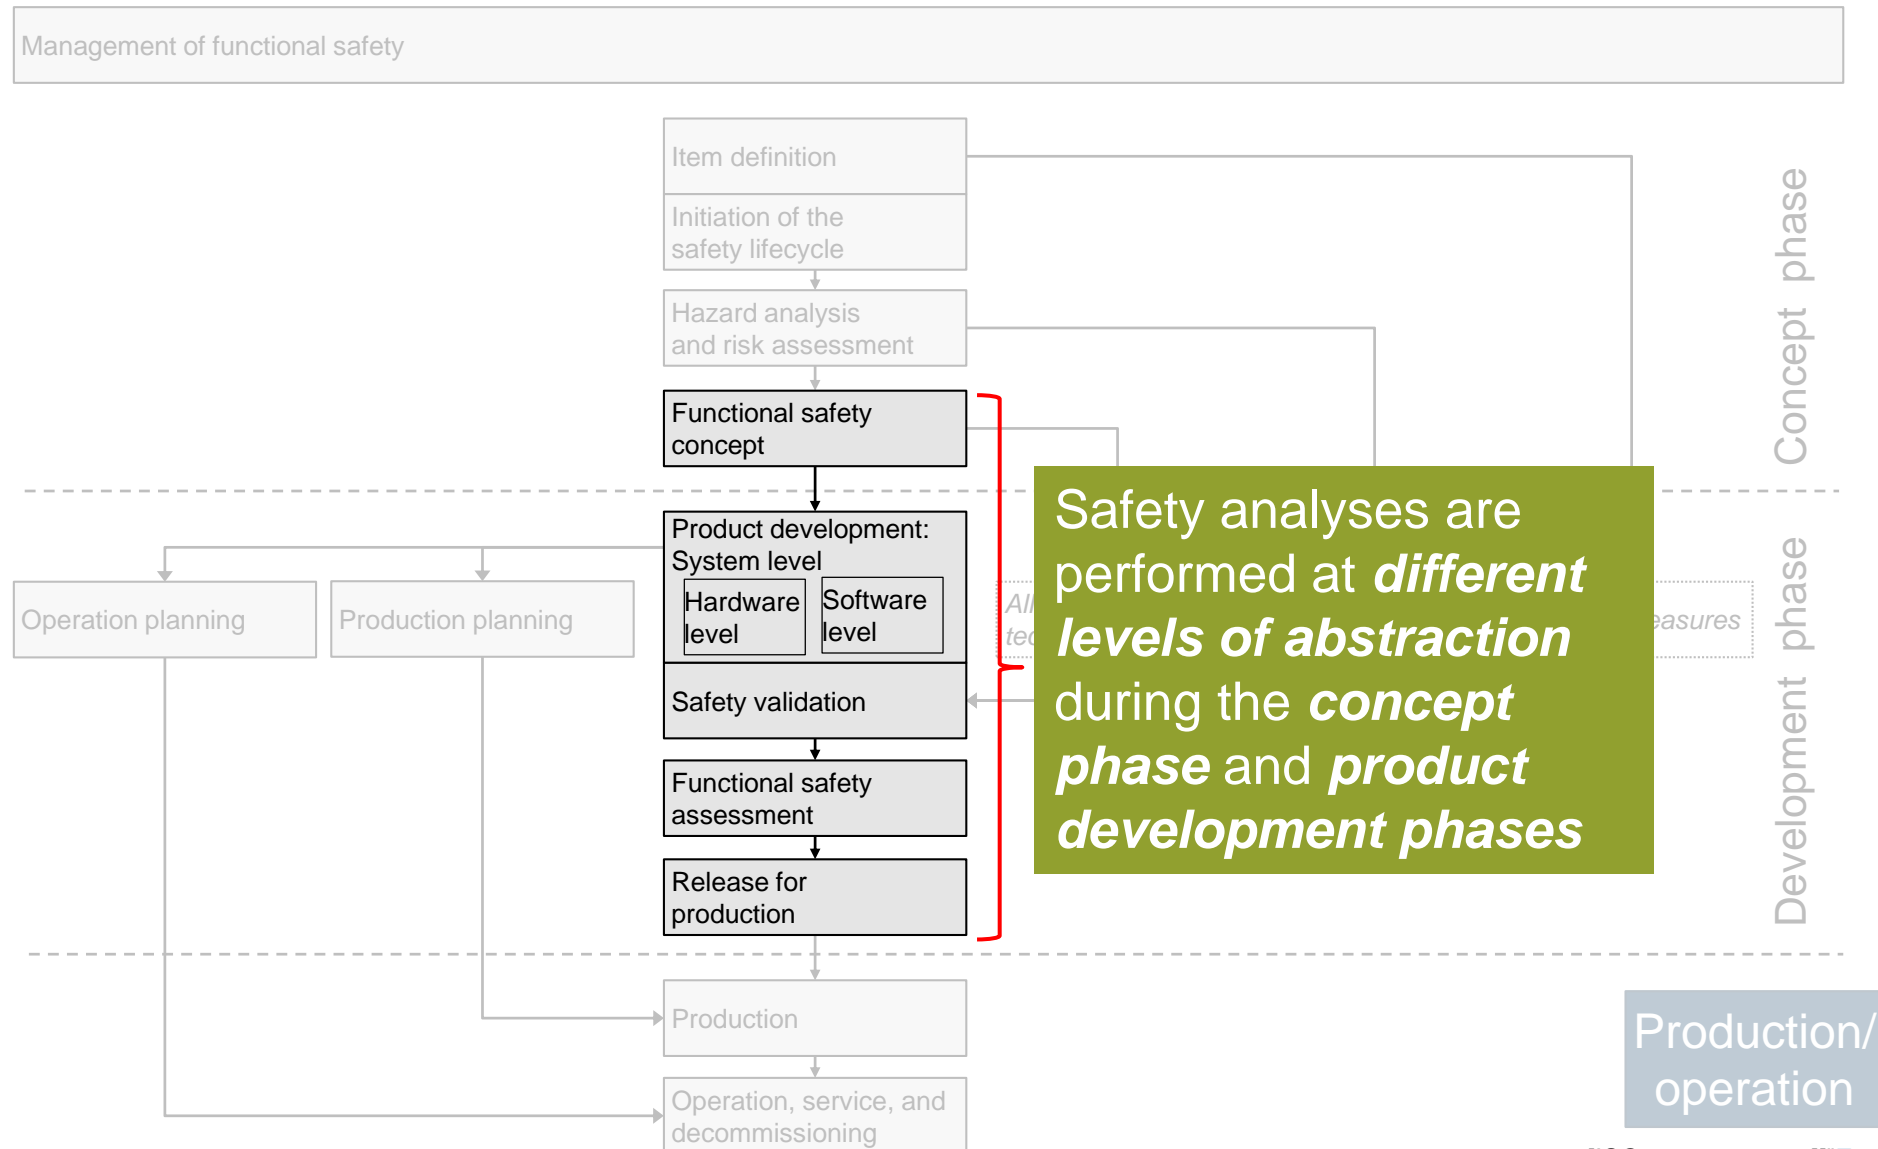 Management of functional safety
Item definition
Initiation of the
safety lifecycle
Hazard analysis
and risk assessment
Functional safety
concept
Concept phase
Product development:
System level
Hardware
level
Software
level
Operation planning
Production planning
Safety validation
Safety analyses are
performed at different
levels of abstraction
during the concept
phase and product
development phases
Development phase
Functional safety
assessment
Release for
production
Production
Operation, service, and
decommissioning
Production/
operation